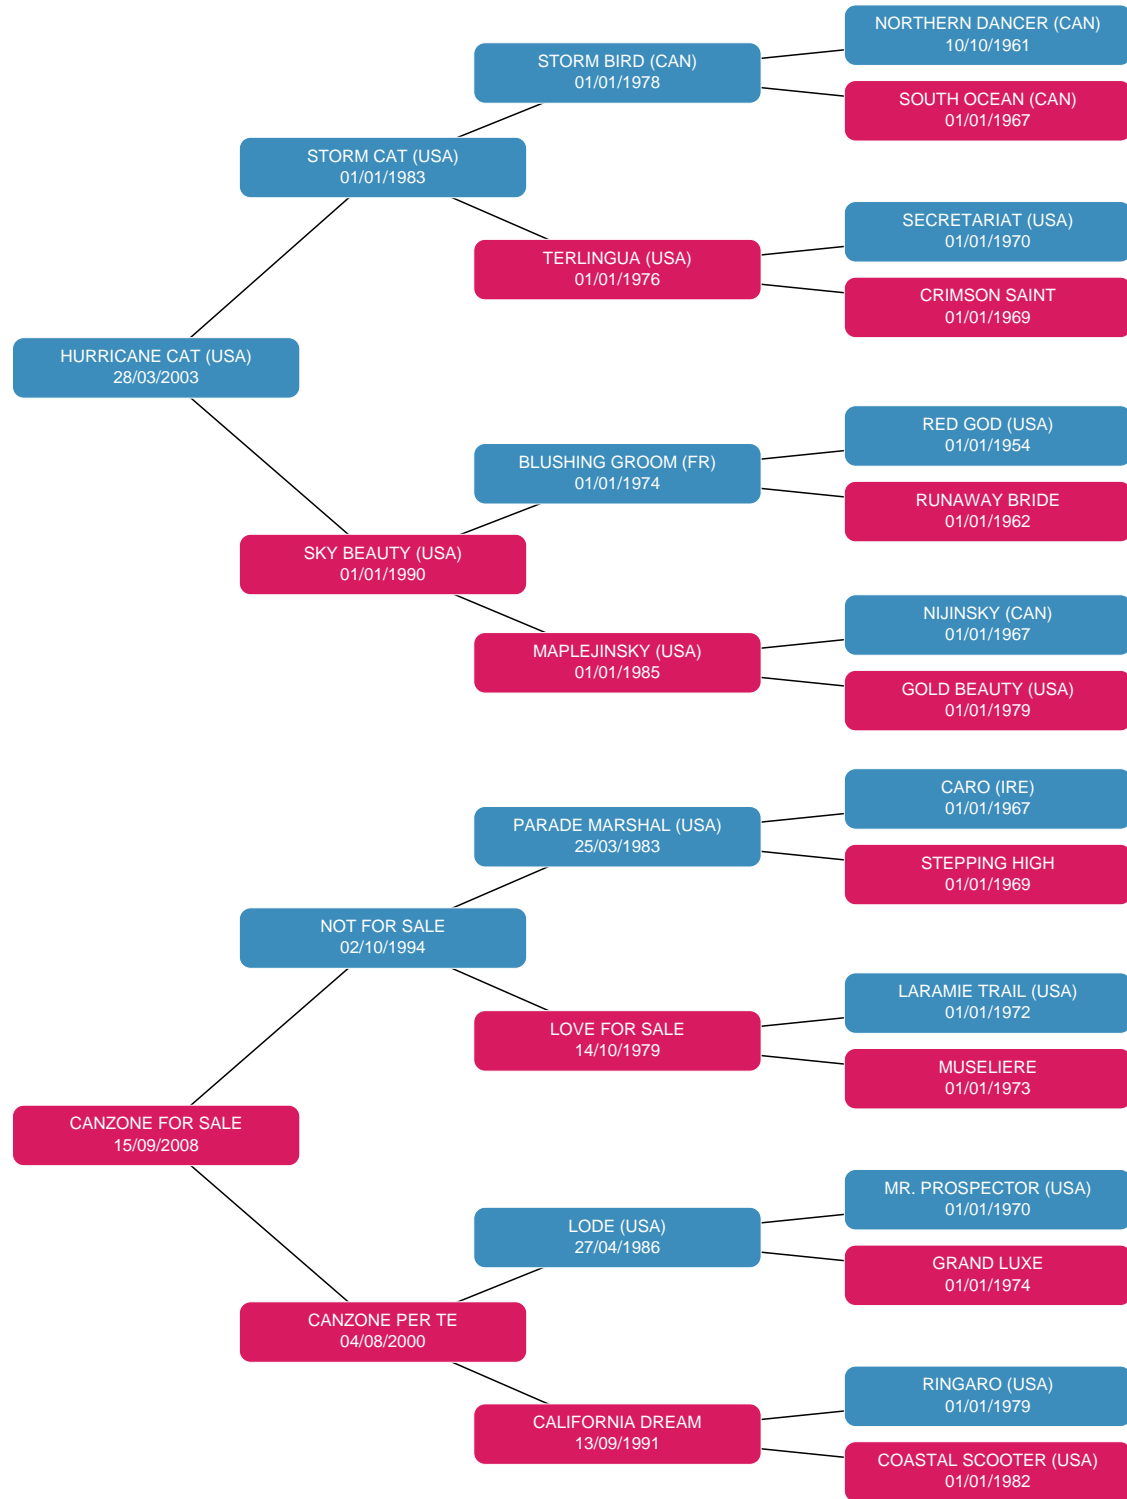 NORTHERN DANCER (CAN)
10/10/1961
STORM BIRD (CAN)
01/01/1978
SOUTH OCEAN (CAN)
01/01/1967
STORM CAT (USA)
01/01/1983
SECRETARIAT (USA)
01/01/1970
TERLINGUA (USA)
01/01/1976
CRIMSON SAINT
01/01/1969
HURRICANE CAT (USA)
28/03/2003
RED GOD (USA)
01/01/1954
BLUSHING GROOM (FR)
01/01/1974
RUNAWAY BRIDE
01/01/1962
SKY BEAUTY (USA)
01/01/1990
NIJINSKY (CAN)
01/01/1967
MAPLEJINSKY (USA)
01/01/1985
GOLD BEAUTY (USA)
01/01/1979
CARO (IRE)
01/01/1967
PARADE MARSHAL (USA)
25/03/1983
STEPPING HIGH
01/01/1969
NOT FOR SALE
02/10/1994
LARAMIE TRAIL (USA)
01/01/1972
LOVE FOR SALE
14/10/1979
MUSELIERE
01/01/1973
CANZONE FOR SALE
15/09/2008
MR. PROSPECTOR (USA)
01/01/1970
LODE (USA)
27/04/1986
GRAND LUXE
01/01/1974
CANZONE PER TE
04/08/2000
RINGARO (USA)
01/01/1979
CALIFORNIA DREAM
13/09/1991
COASTAL SCOOTER (USA)
01/01/1982